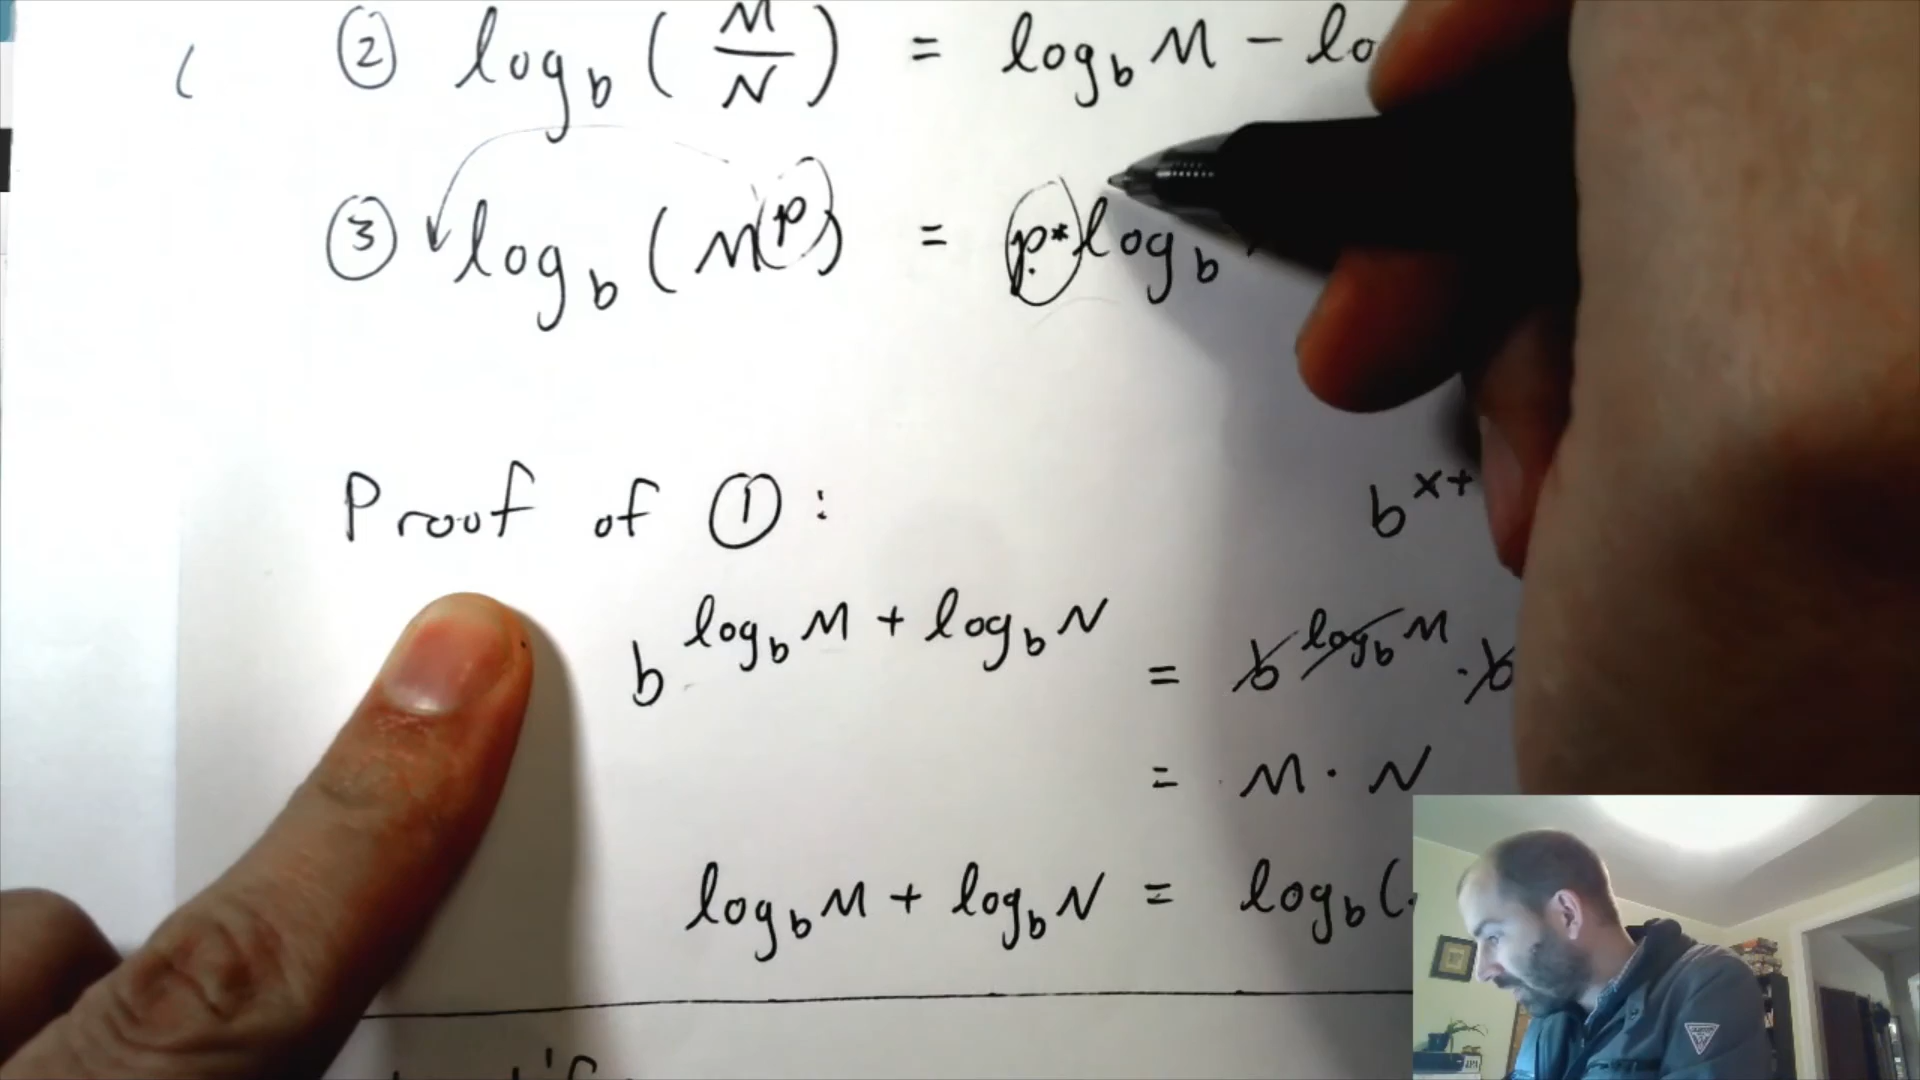 ② log_b ( M/N ) = log_b M - lo
③ log_b ( M^p ) = p * log_b
Proof of ① :
b^x+
b^log_b M + log_b N = b^log_b M · b
= M · N
log_b M + log_b N = log_b (